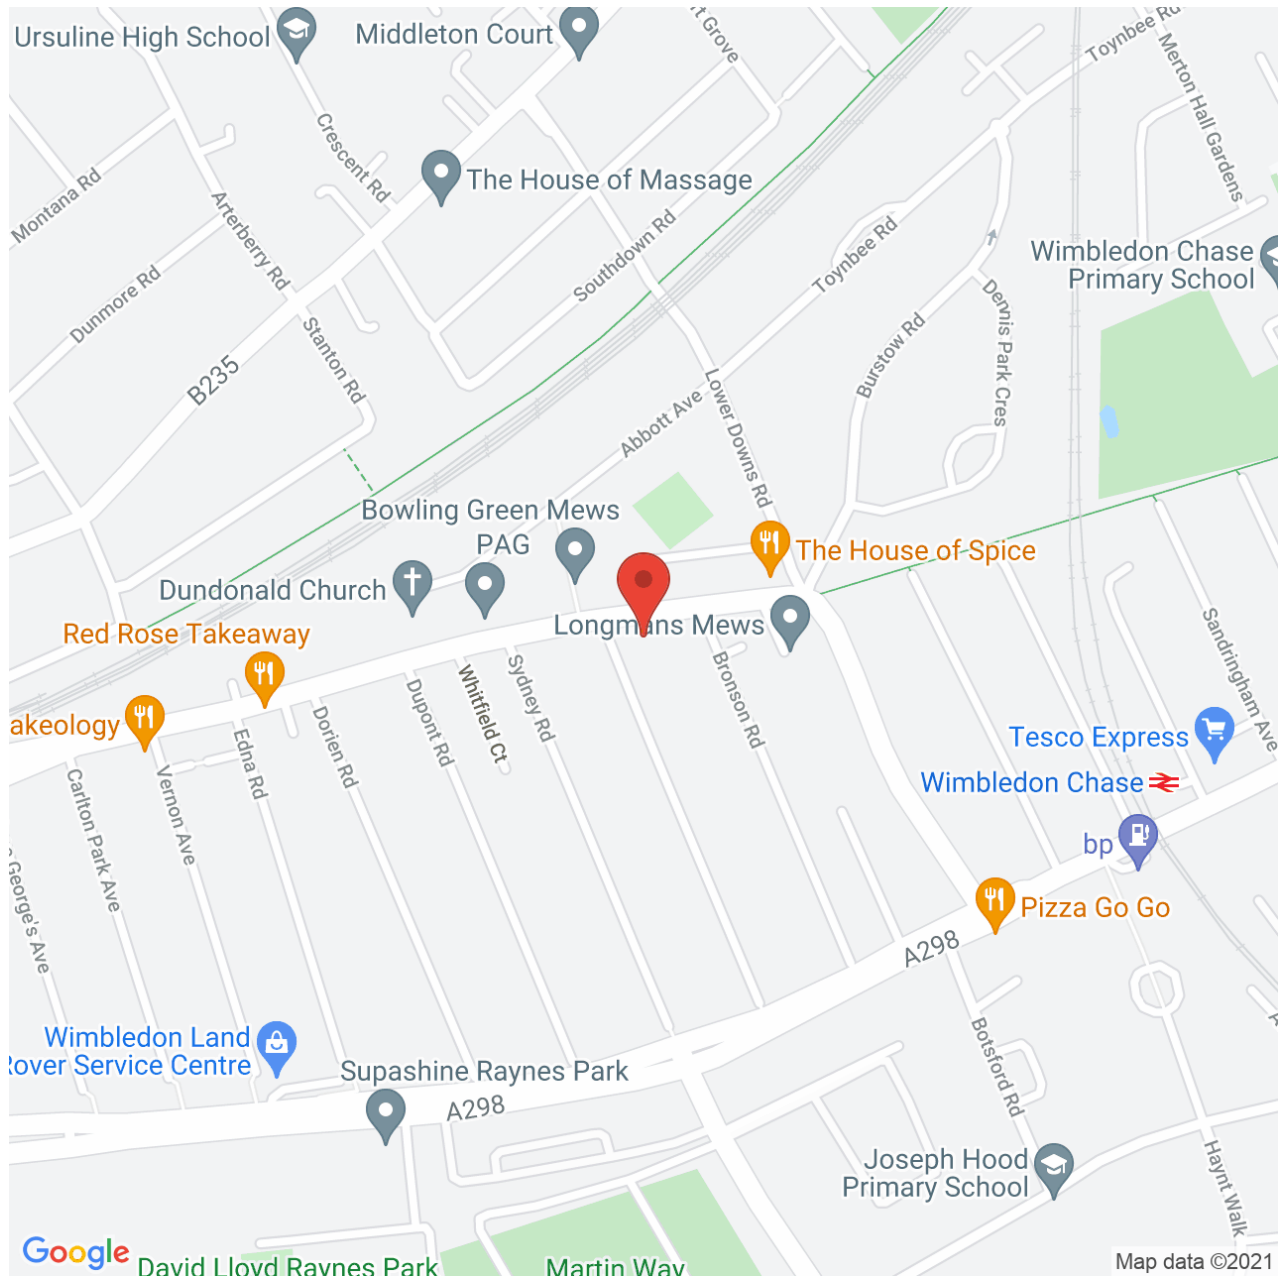 Ursuline High School
Middleton Court
Grove
Toynbee Rd
Merton Hall Gardens
Crescent Rd
The House of Massage
Montana Rd
Arterberry Rd
Southdown Rd
Toynbee Rd
Wimbledon Chase
Primary School
Dunmore Rd
Stanton Rd
B235
Burstow Rd
Dennis Park Cres
Lower Downs Rd
Abbott Ave
Bowling Green Mews
PAG
The House of Spice
Dundonald Church
Longmans Mews
Red Rose Takeaway
Sandringham Ave
Bronson Rd
Sydney Rd
Whitfield Ct
Dupont Rd
Dorien Rd
Edna Rd
akeology
Vernon Ave
Carlton Park Ave
George's Ave
Tesco Express
Wimbledon Chase
bp
Pizza Go Go
A298
Wimbledon Land
Rover Service Centre
Supashine Raynes Park
A298
Botsford Rd
Joseph Hood
Primary School
Haynt Walk
Google
David Lloyd Raynes Park
Martin Way
Map data ©2021